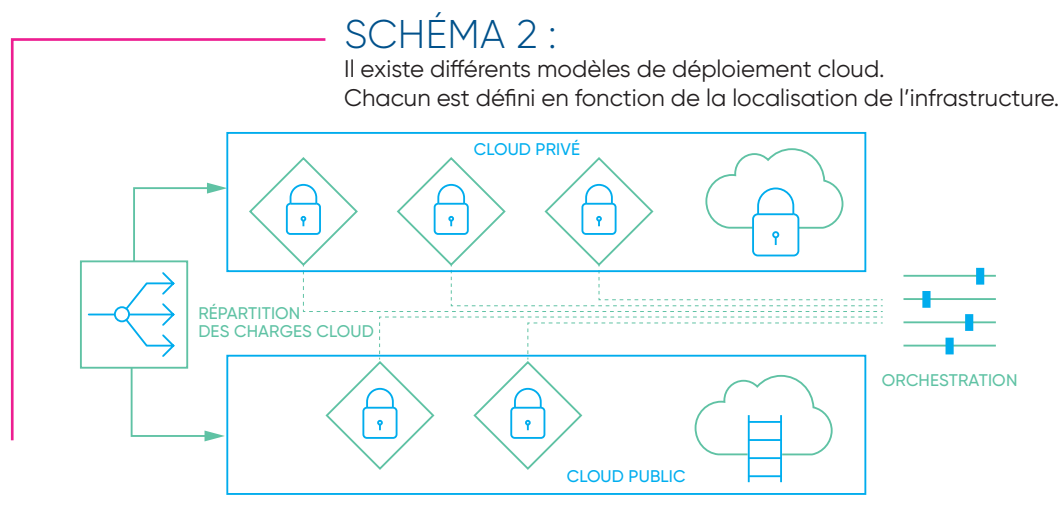 SCHÉMA 2 :
Il existe différents modèles de déploiement cloud.
Chacun est défini en fonction de la localisation de l’infrastructure.
CLOUD PRIVÉ
RÉPARTITION
DES CHARGES CLOUD
ORCHESTRATION
CLOUD PUBLIC